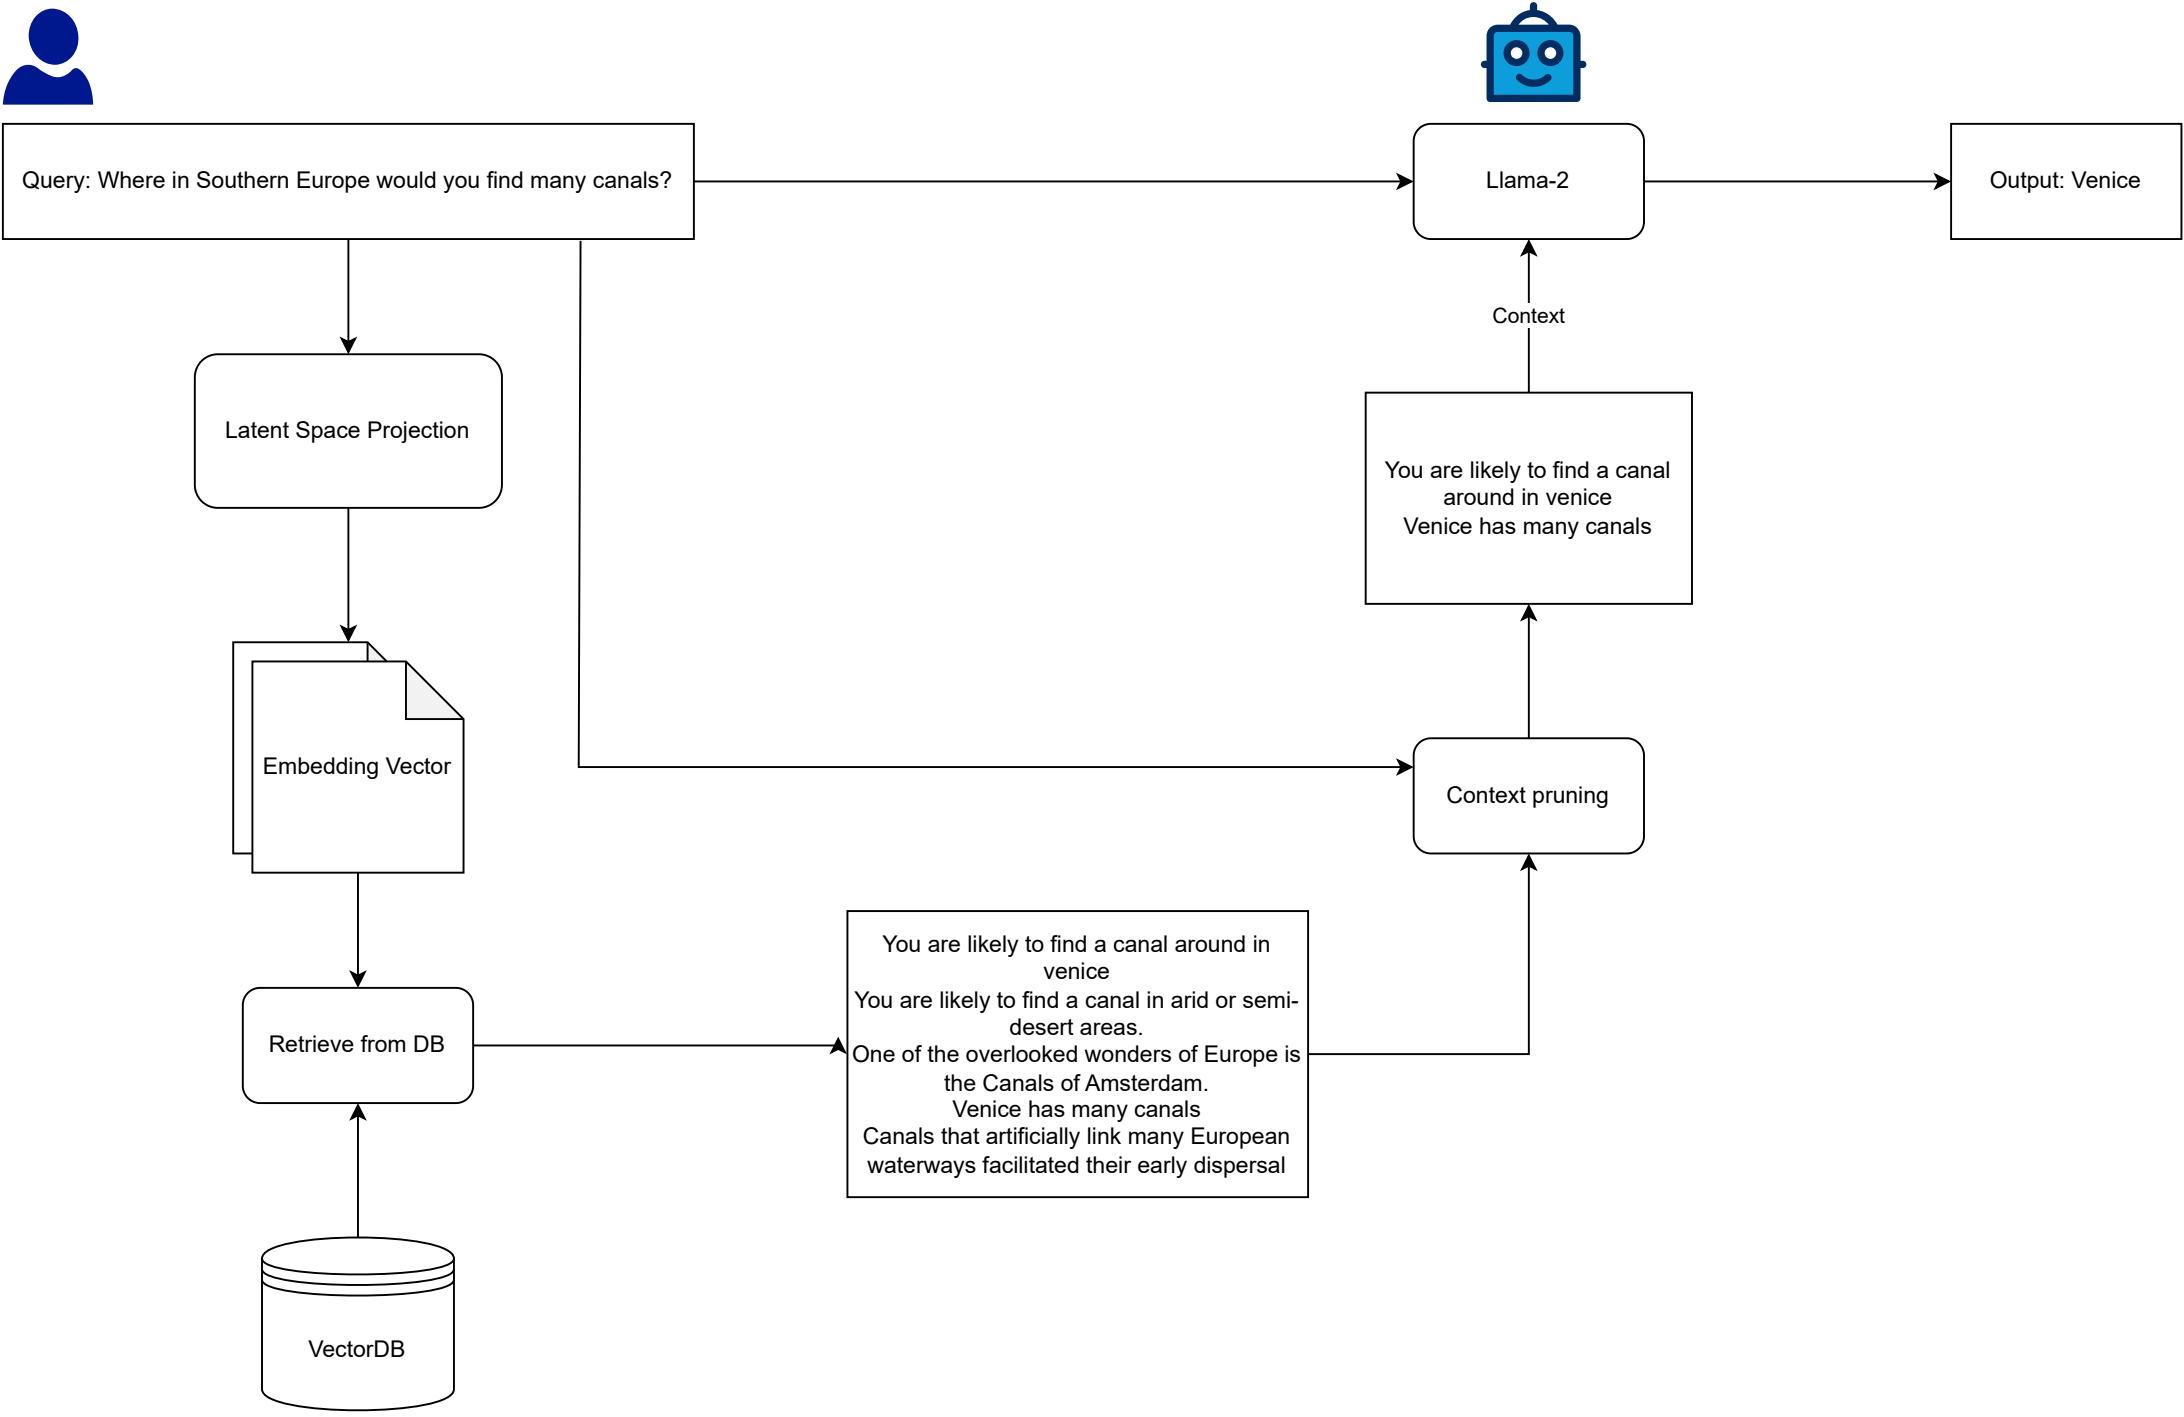 Query: Where in Southern Europe would you find many canals?
Llama-2
Output: Venice
Context
Latent Space Projection
You are likely to find a canal
around in venice
Venice has many canals
Embedding Vector
Context pruning
You are likely to find a canal around in
venice
You are likely to find a canal in arid or semi-
desert areas.
One of the overlooked wonders of Europe is
the Canals of Amsterdam.
Venice has many canals
Canals that artificially link many European
waterways facilitated their early dispersal
Retrieve from DB
VectorDB